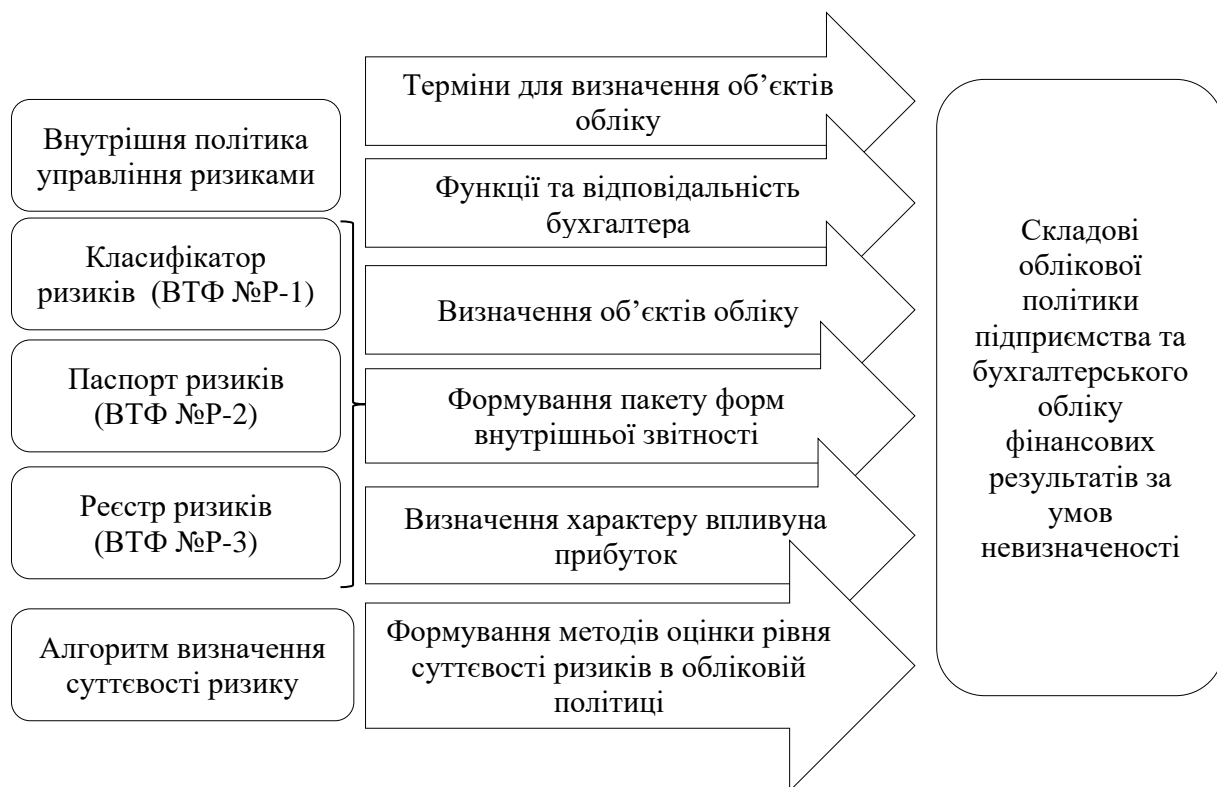 Внутрішня політика
управління ризиками
Класифікатор
ризиків (ВТФ №Р-1)
Паспорт ризиків
(ВТФ №Р-2)
Реєстр ризиків
(ВТФ №Р-3)
Алгоритм визначення
суттєвості ризику
Терміни для визначення об’єктів
обліку
Функції та відповідальність
бухгалтера
Визначення об’єктів обліку
Формування пакету форм
внутрішньої звітності
Визначення характеру впливуна
прибуток
Формування методів оцінки рівня
суттєвості ризиків в обліковій
політиці
Складові
облікової
політики
підприємства та
бухгалтерського
обліку
фінансових
результатів за
умов
невизначеності